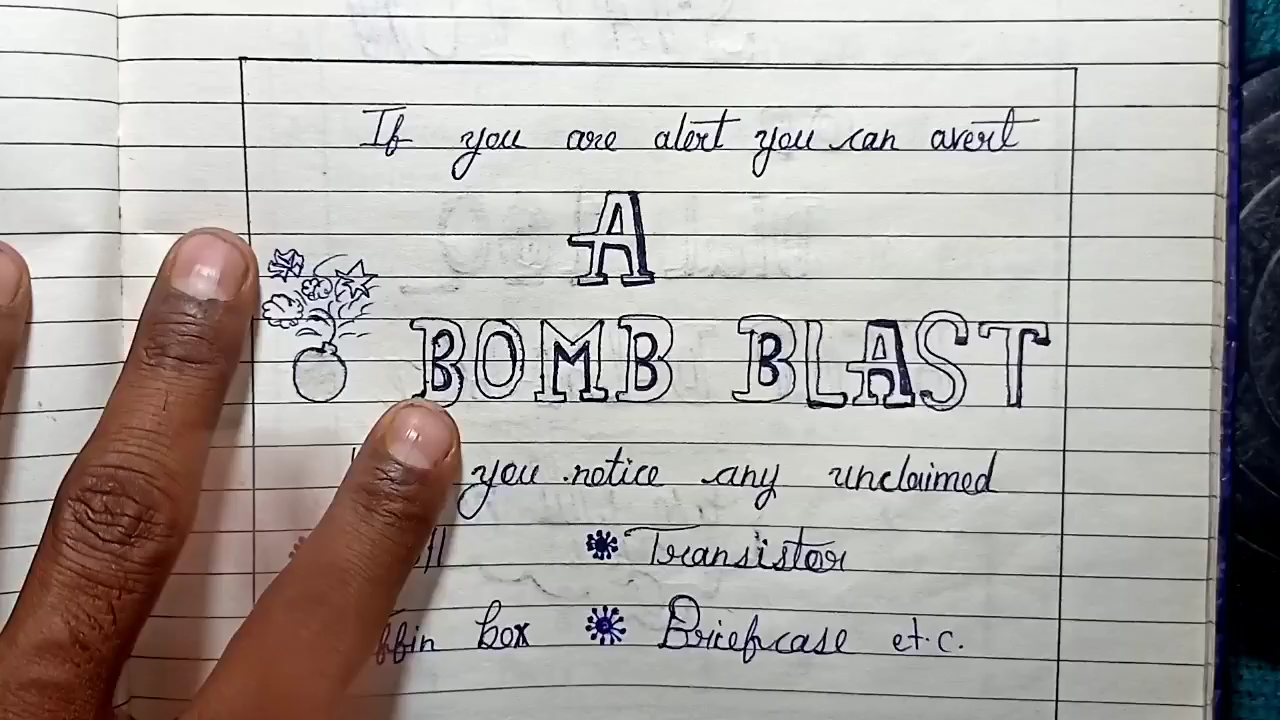 If you are alert you can avert
A
BOMB BLAST
you notice any unclaimed
Transistor
box Briefcase etc.